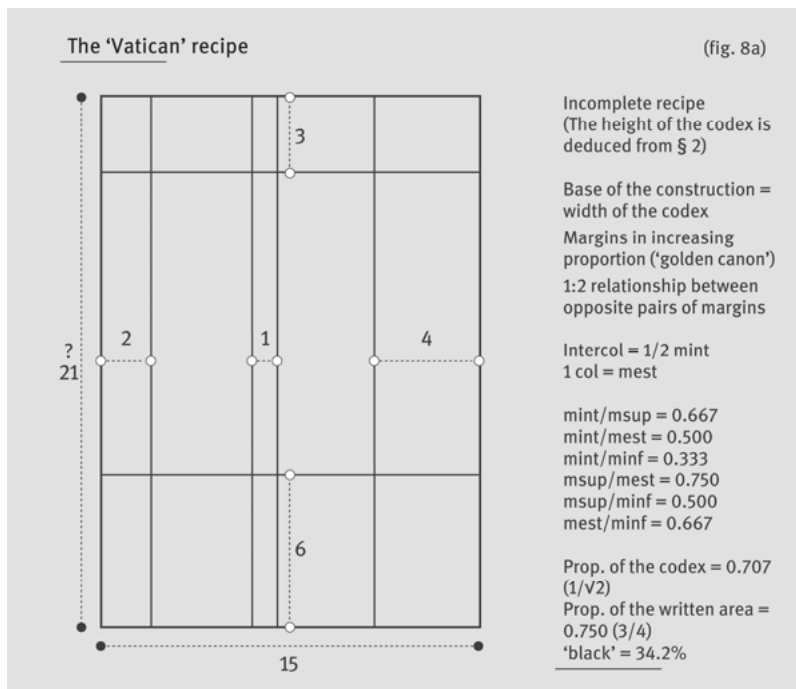 The ‘Vatican’ recipe
(fig. 8a)
3
2
1
4
?
21
6
15
Incomplete recipe
(The height of the codex is
deduced from § 2)
Base of the construction =
width of the codex
Margins in increasing
proportion (‘golden canon’)
1:2 relationship between
opposite pairs of margins
Intercol = 1/2 mint
1 col = mest
mint/msup = 0.667
mint/mest = 0.500
mint/minf = 0.333
msup/mest = 0.750
msup/minf = 0.500
mest/minf = 0.667
Prop. of the codex = 0.707
(1/√2)
Prop. of the written area =
0.750 (3/4)
‘black’ = 34.2%